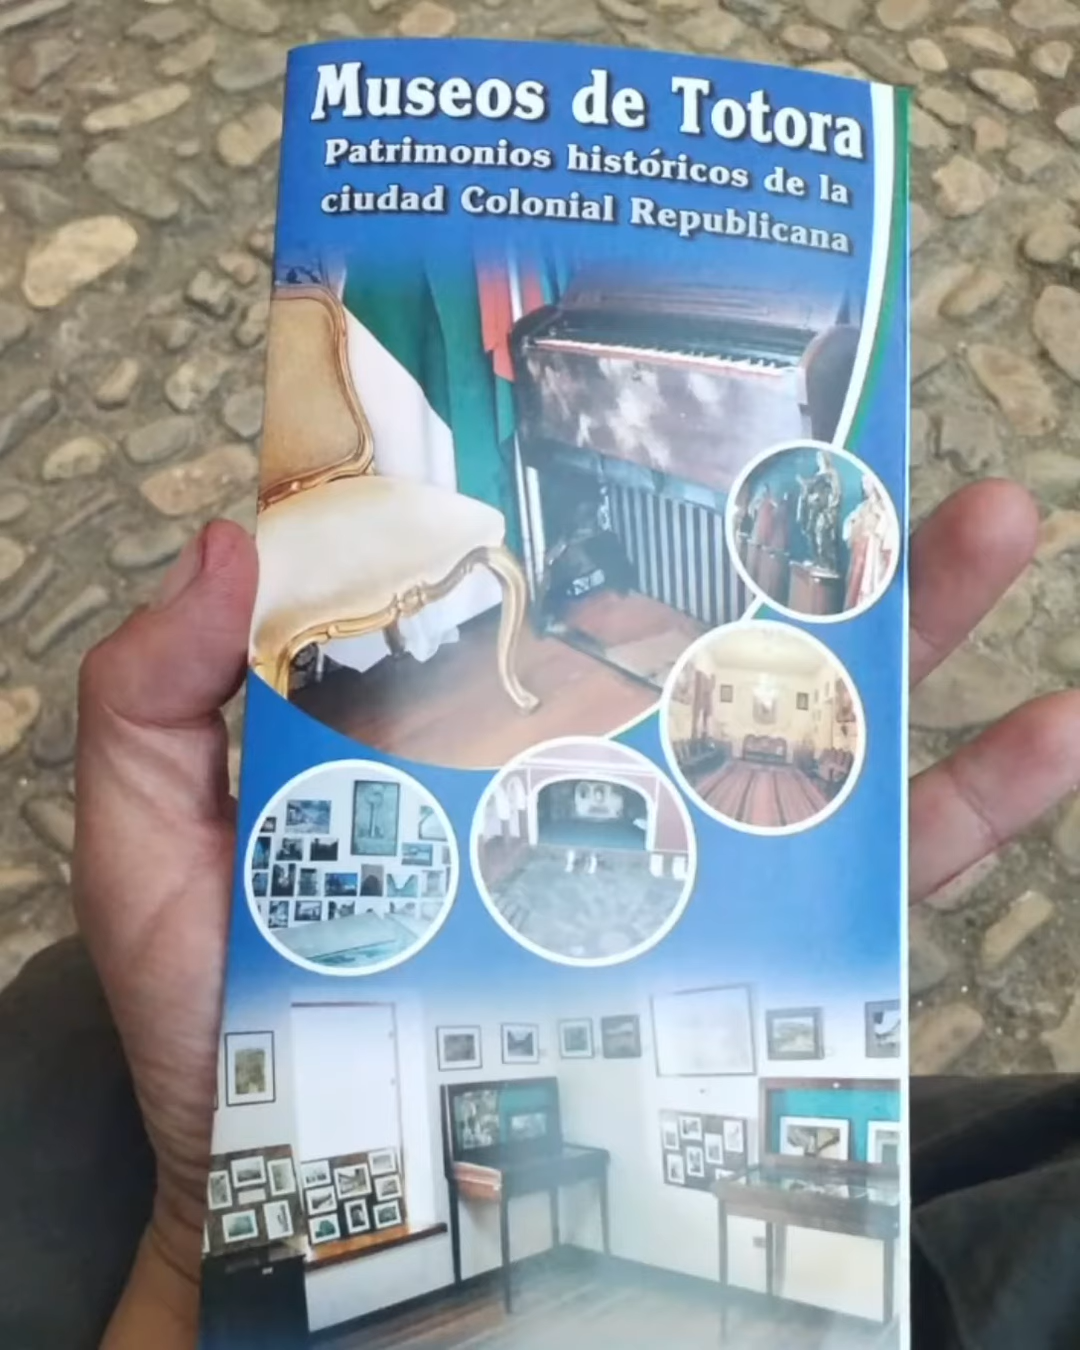 Museos de Totora
Patrimonios históricos de la
ciudad Colonial Republicana